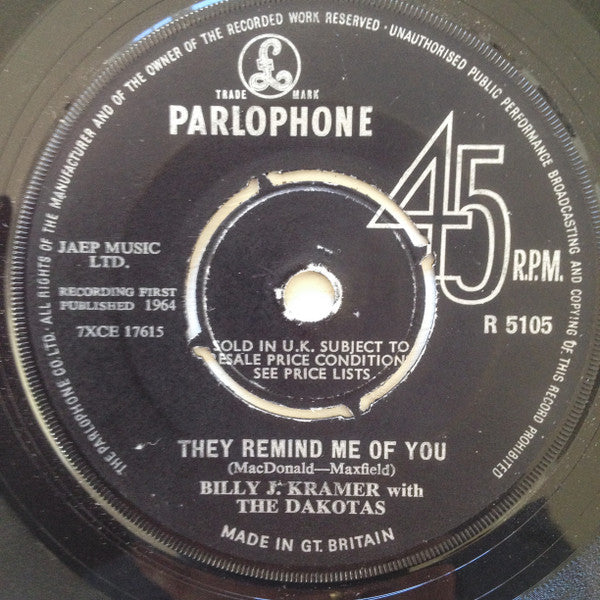 THE PARLOPHONE CO LTD. · ALL RIGHTS OF THE MANUFACTURER AND OF THE OWNER OF THE RECORDED WORK RESERVED · UNAUTHORISED PUBLIC PERFORMANCE BROADCASTING AND COPYING OF THIS RECORD PROHIBITED
£
TRADE MARK
PARLOPHONE
45 R.P.M.
JAEP MUSIC
LTD.
RECORDING FIRST
PUBLISHED 1964
7XCE 17615
R 5105
SOLD IN U.K. SUBJECT TO
RESALE PRICE CONDITION
SEE PRICE LISTS
THEY REMIND ME OF YOU
(MacDonald—Maxfield)
BILLY J. KRAMER with
THE DAKOTAS
MADE IN GT. BRITAIN